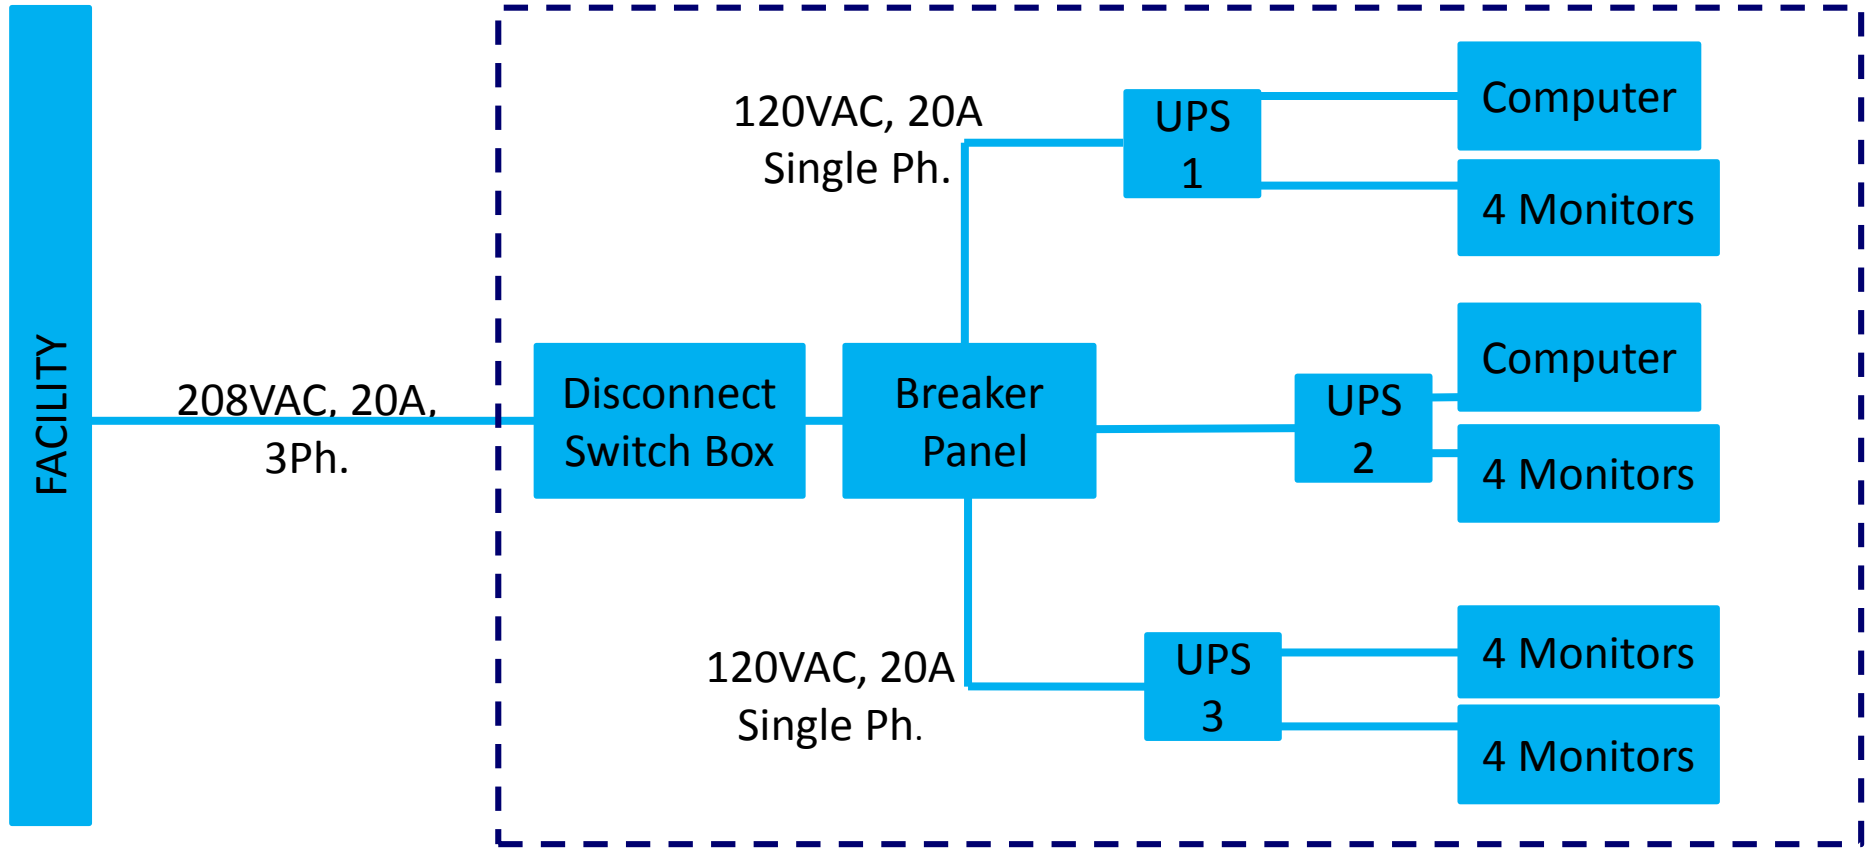 FACILITY
208VAC, 20A,
3Ph.
Disconnect
Switch Box
Breaker
Panel
120VAC, 20A
Single Ph.
UPS
1
Computer
4 Monitors
UPS
2
Computer
4 Monitors
120VAC, 20A
Single Ph.
UPS
3
4 Monitors
4 Monitors